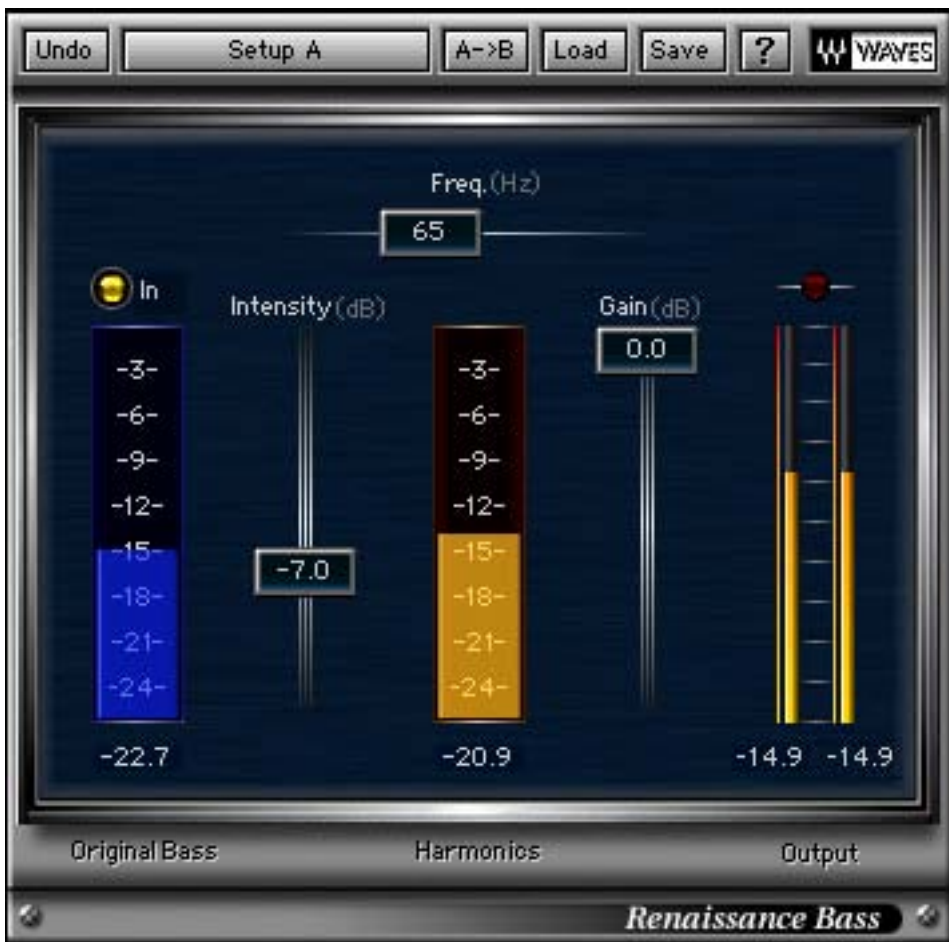 Undo Setup A A->B Load Save ? WAVES
Freq.(Hz)
65
In
Intensity(dB)
Gain(dB)
-7.0
0.0
-3-
-6-
-9-
-12-
-15-
-18-
-21-
-24-
-3-
-6-
-9-
-12-
-15-
-18-
-21-
-24-
-22.7 -20.9 -14.9 -14.9
Original Bass Harmonics Output
Renaissance Bass